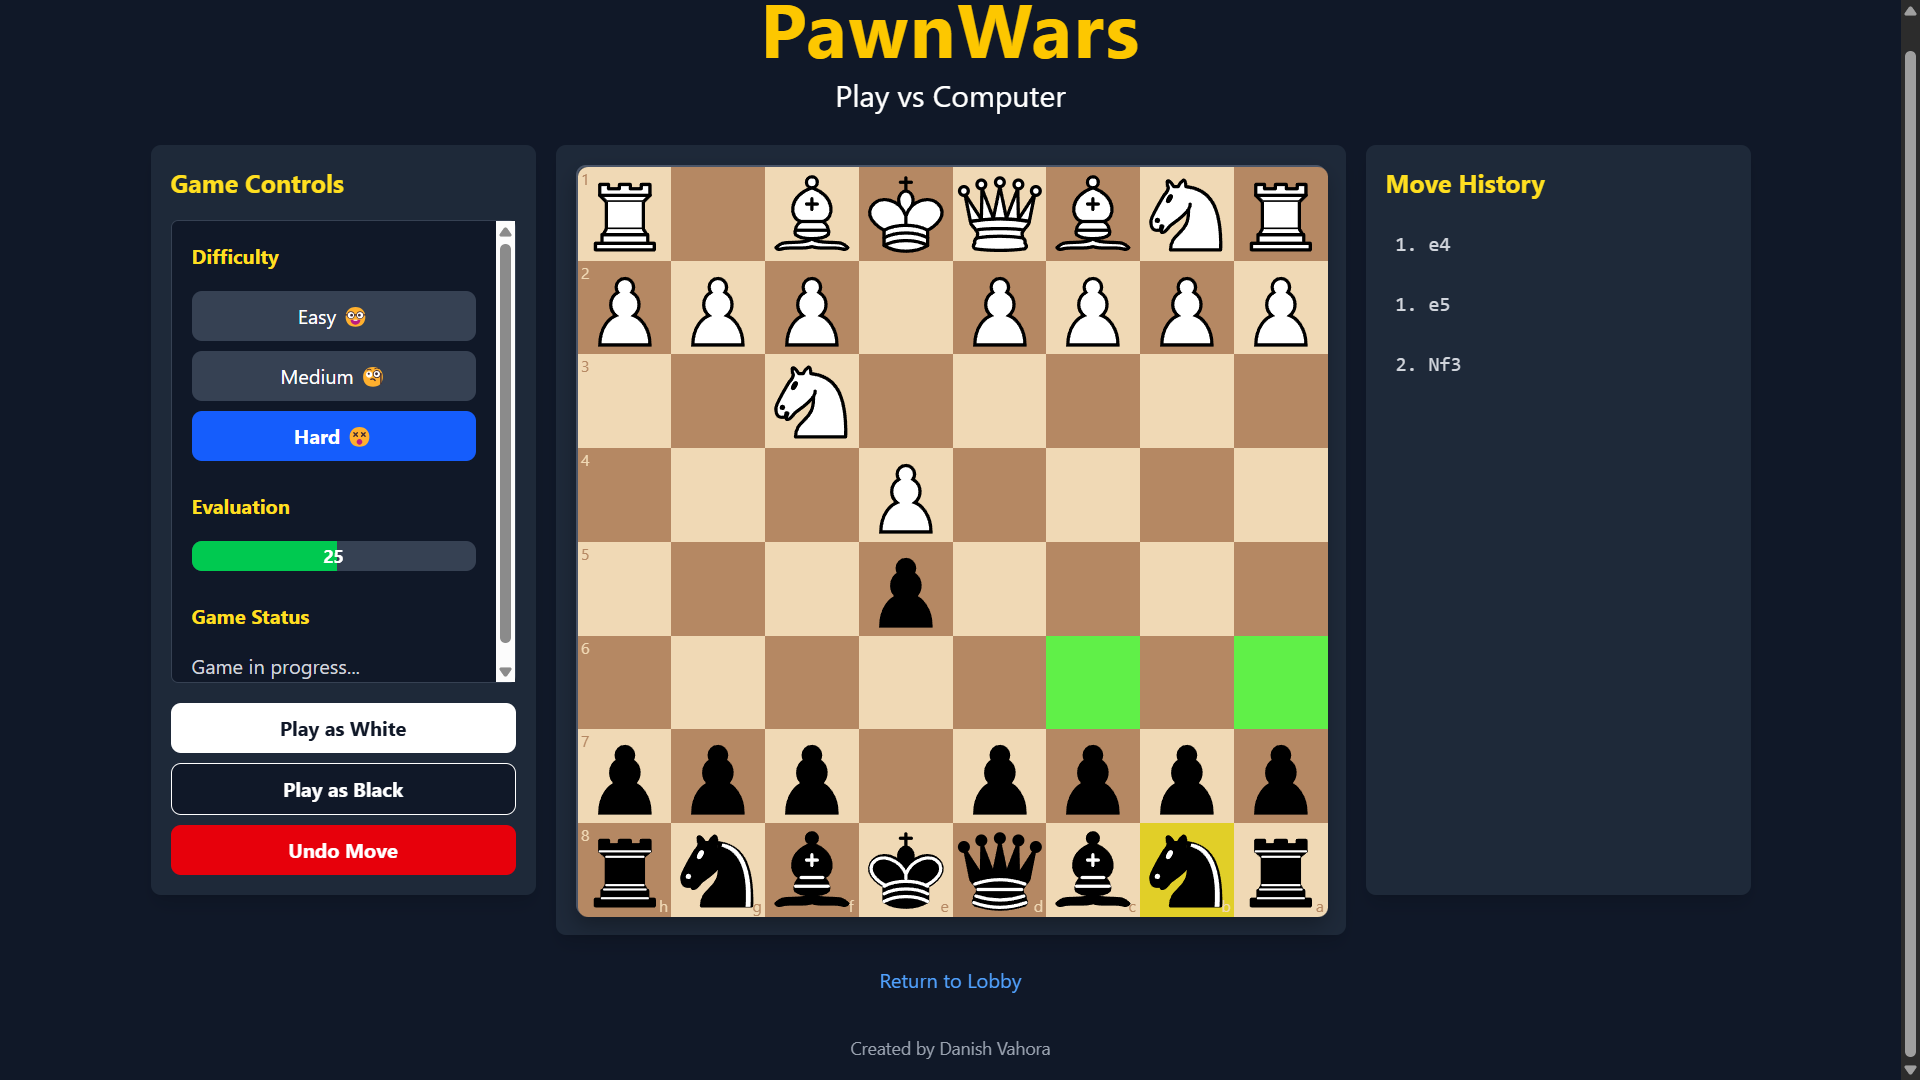 PawnWars
Play vs Computer
Game Controls
Difficulty
Easy 🤓
Medium 🧐
Hard 😵
Evaluation
25
Game Status
Game in progress...
Play as White
Play as Black
Undo Move
1
2
3
4
5
6
7
8
h g f e d c b a
Move History
1. e4
1. e5
2. Nf3
Return to Lobby
Created by Danish Vahora